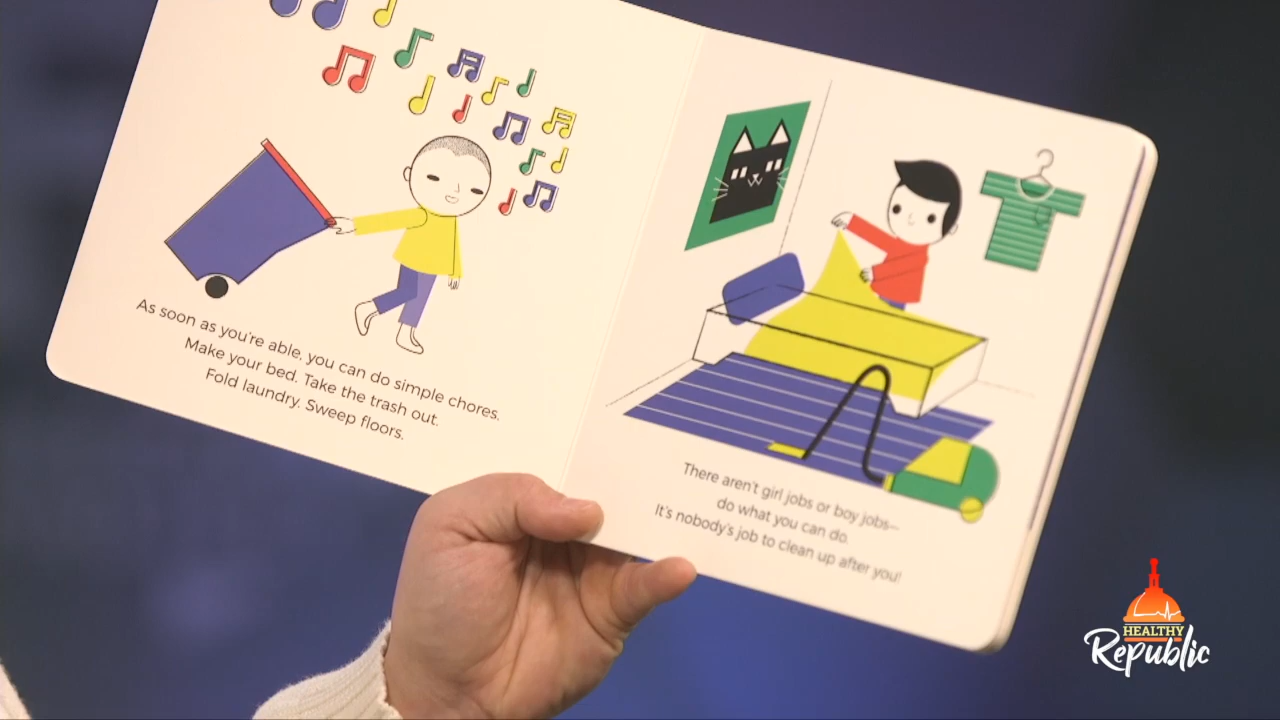 As soon as you're able, you can do simple chores.
Make your bed. Take the trash out.
Fold laundry. Sweep floors.
There aren't girl jobs or boy jobs—
do what you can do.
It's nobody's job to clean up after you!
HEALTHY
Republic